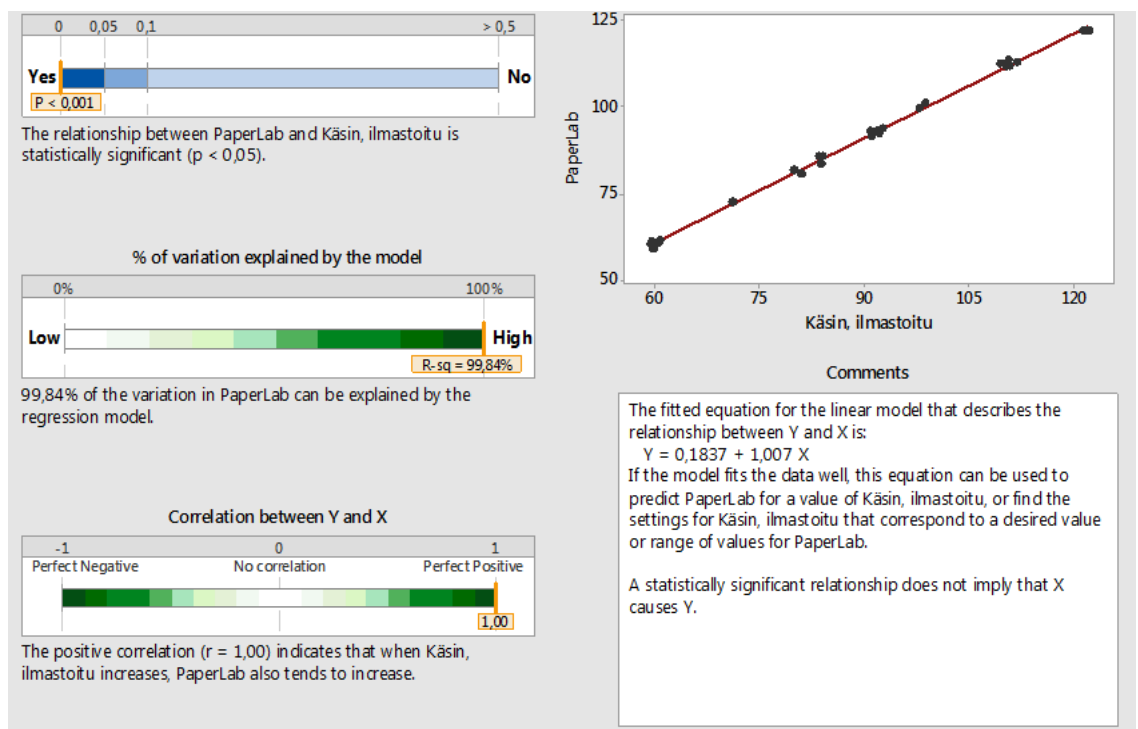 0 0,05 0,1 > 0,5
Yes No
P < 0,001
The relationship between PaperLab and Käsin, ilmastoitu is
statistically significant (p < 0,05).
% of variation explained by the model
0% 100%
Low High
R-sq = 99,84%
99,84% of the variation in PaperLab can be explained by the
regression model.
Correlation between Y and X
-1 0 1
Perfect Negative No correlation Perfect Positive
1,00
The positive correlation (r = 1,00) indicates that when Käsin,
ilmastoitu increases, PaperLab also tends to increase.
125
100
75
50
PaperLab
60 75 90 105 120
Käsin, ilmastoitu
Comments
The fitted equation for the linear model that describes the
relationship between Y and X is:
Y = 0,1837 + 1,007 X
If the model fits the data well, this equation can be used to
predict PaperLab for a value of Käsin, ilmastoitu, or find the
settings for Käsin, ilmastoitu that correspond to a desired value
or range of values for PaperLab.
A statistically significant relationship does not imply that X
causes Y.